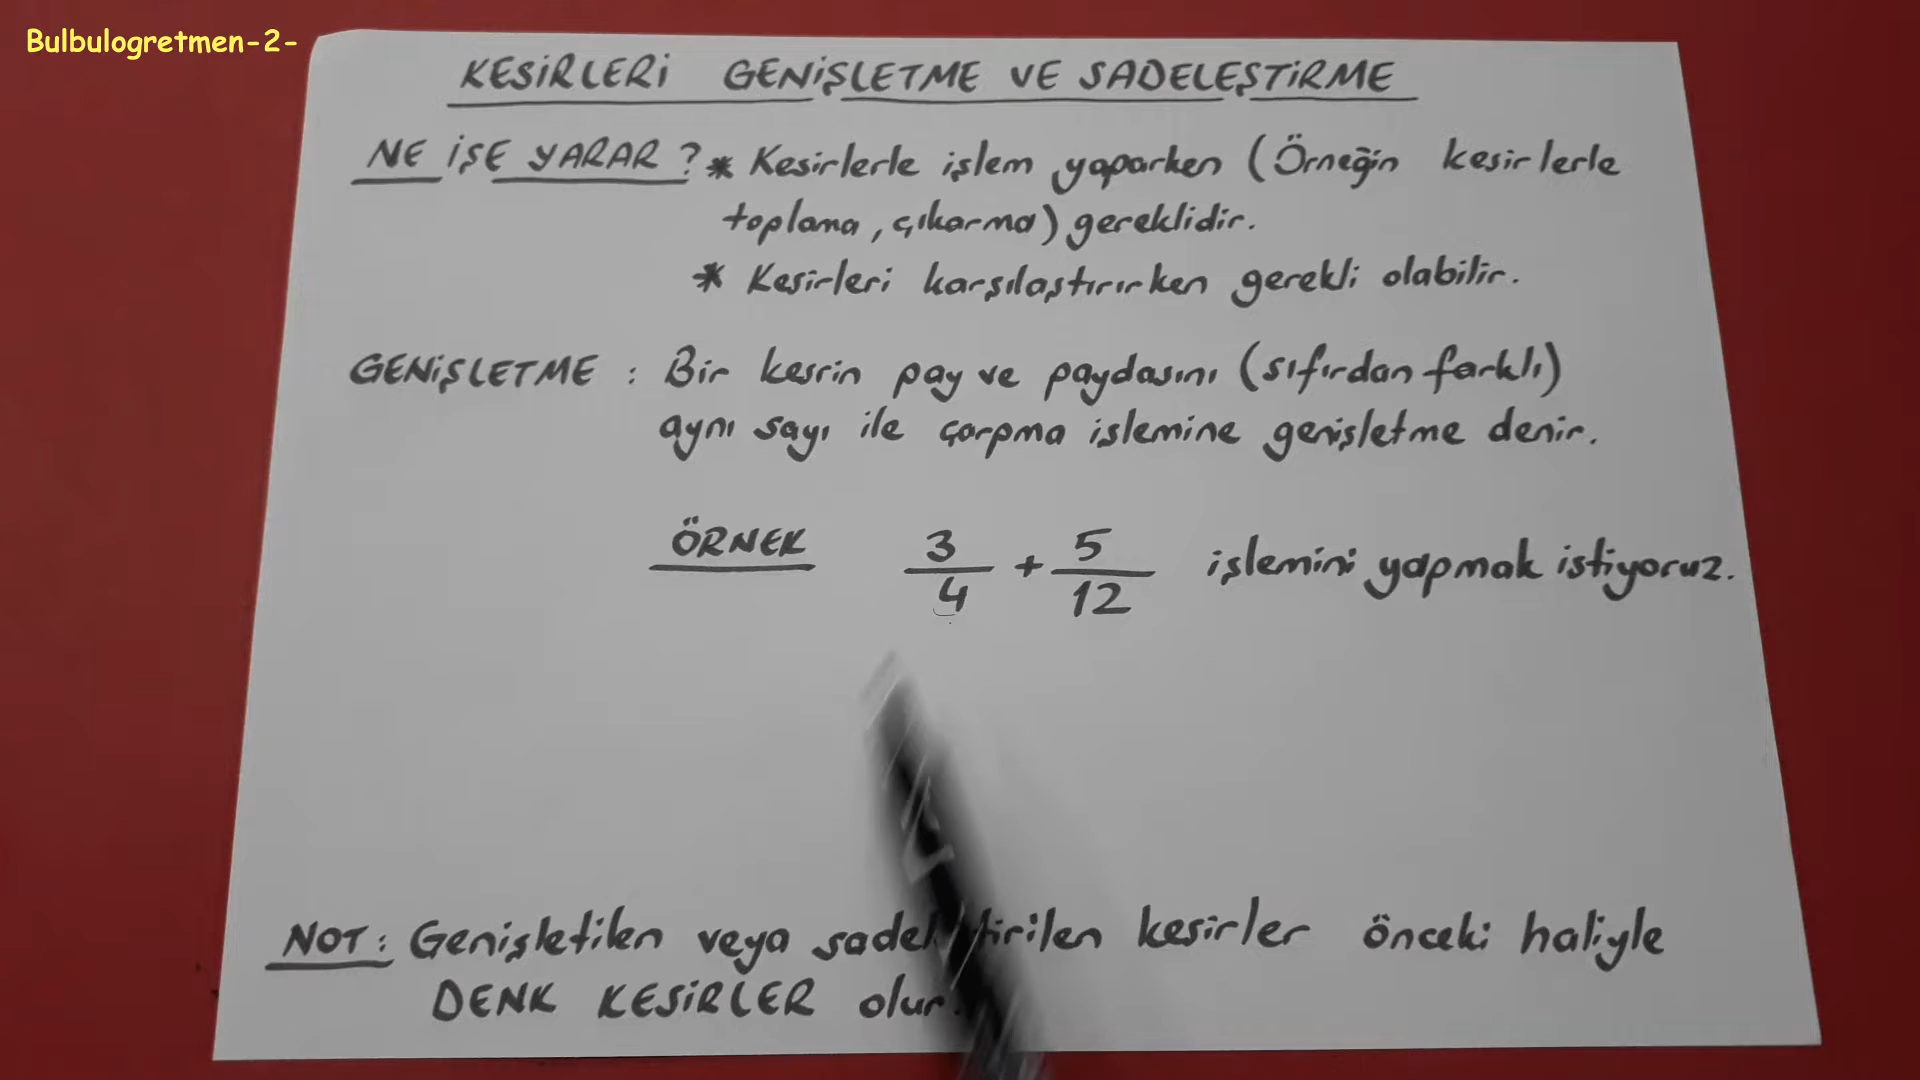 Bulbulogretmen-2-
KESİRLERİ GENİŞLETME VE SADELEŞTİRME
NE İŞE YARAR? * Kesirlerle işlem yaparken (Örneğin kesirlerle
toplama, çıkarma) gereklidir.
* Kesirleri karşılaştırırken gerekli olabilir.
GENİŞLETME : Bir kesrin pay ve paydasını (sıfırdan farklı)
aynı sayı ile çarpma işlemine genişletme denir.
ÖRNEK 3/4 + 5/12 işlemini yapmak istiyoruz.
NOT: Genişletilen veya kesirler önceki haliyle
DENK KESİRLER olur.